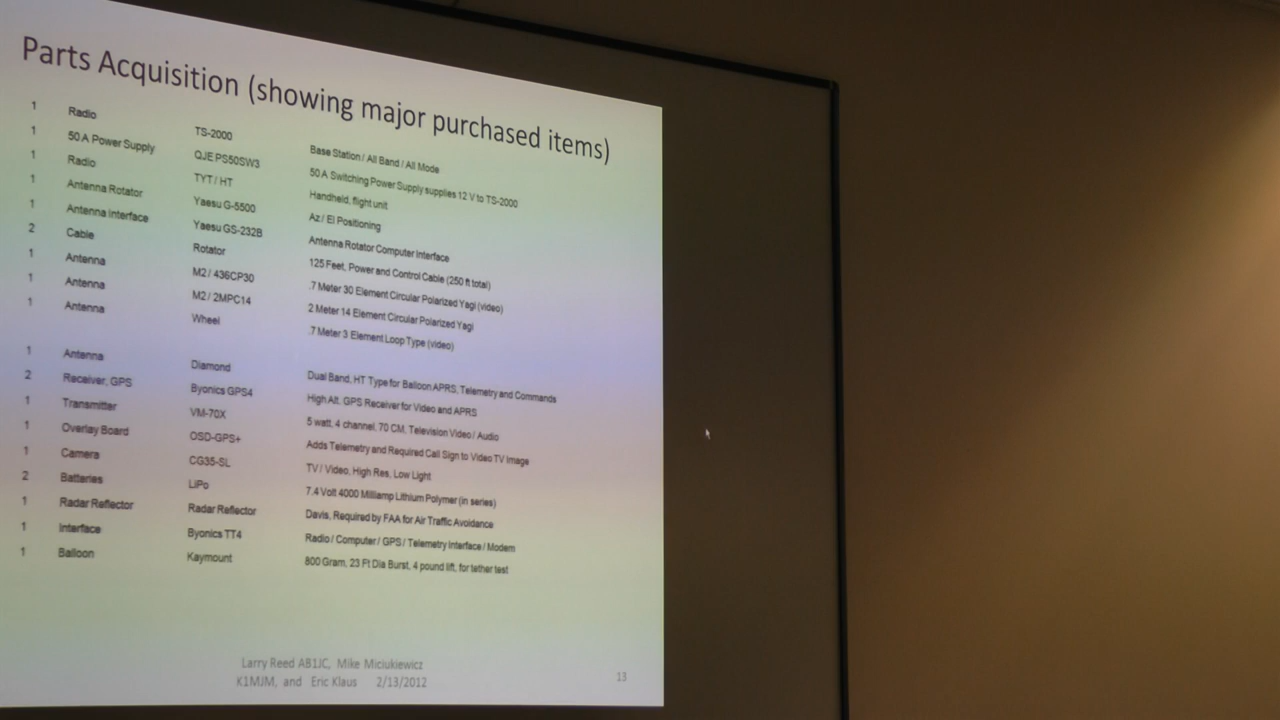 Parts Acquisition (showing major purchased items)
1 Radio TS-2000 Base Station / All Band / All Mode
1 50 A Power Supply QJE PS50SW3 50 A Switching Power Supply supplies 12 V to TS-2000
1 Radio TYT / HT Handheld, flight unit
1 Antenna Rotator Yaesu G-5500 Az / El Positioning
1 Antenna Interface Yaesu GS-232B Antenna Rotator Computer Interface
2 Cable Rotator 125 Feet, Power and Control Cable (250 ft total)
1 Antenna M2 / 436CP30 .7 Meter 30 Element Circular Polarized Yagi (video)
1 Antenna M2 / 2MPC14 2 Meter 14 Element Circular Polarized Yagi
1 Antenna Wheel .7 Meter 3 Element Loop Type (video)
1 Antenna Diamond Dual Band, HT Type for Balloon APRS, Telemetry and Commands
2 Receiver, GPS Byonics GPS4 High Alt, GPS Receiver for Video and APRS
1 Transmitter VM-70X 5 watt, 4 channel, 70 CM, Television Video / Audio
1 Overlay Board OSD-GPS+ Adds Telemetry and Required Call Sign to Video TV Image
1 Camera CG35-SL TV / Video, High Res, Low Light
2 Batteries LiPo 7.4 Volt 4000 Milliamp Lithium Polymer (in series)
1 Radar Reflector Radar Reflector Davis, Required by FAA for Air Traffic Avoidance
1 Interface Byonics TT4 Radio / Computer / GPS / Telemetry Interface / Modem
1 Balloon Kaymount 800 Gram, 23 Ft Dia Burst, 4 pound lift, for tether test
Larry Reed AB1JC, Mike Miciukiewicz
K1MJM, and Eric Klaus 2/13/2012
13